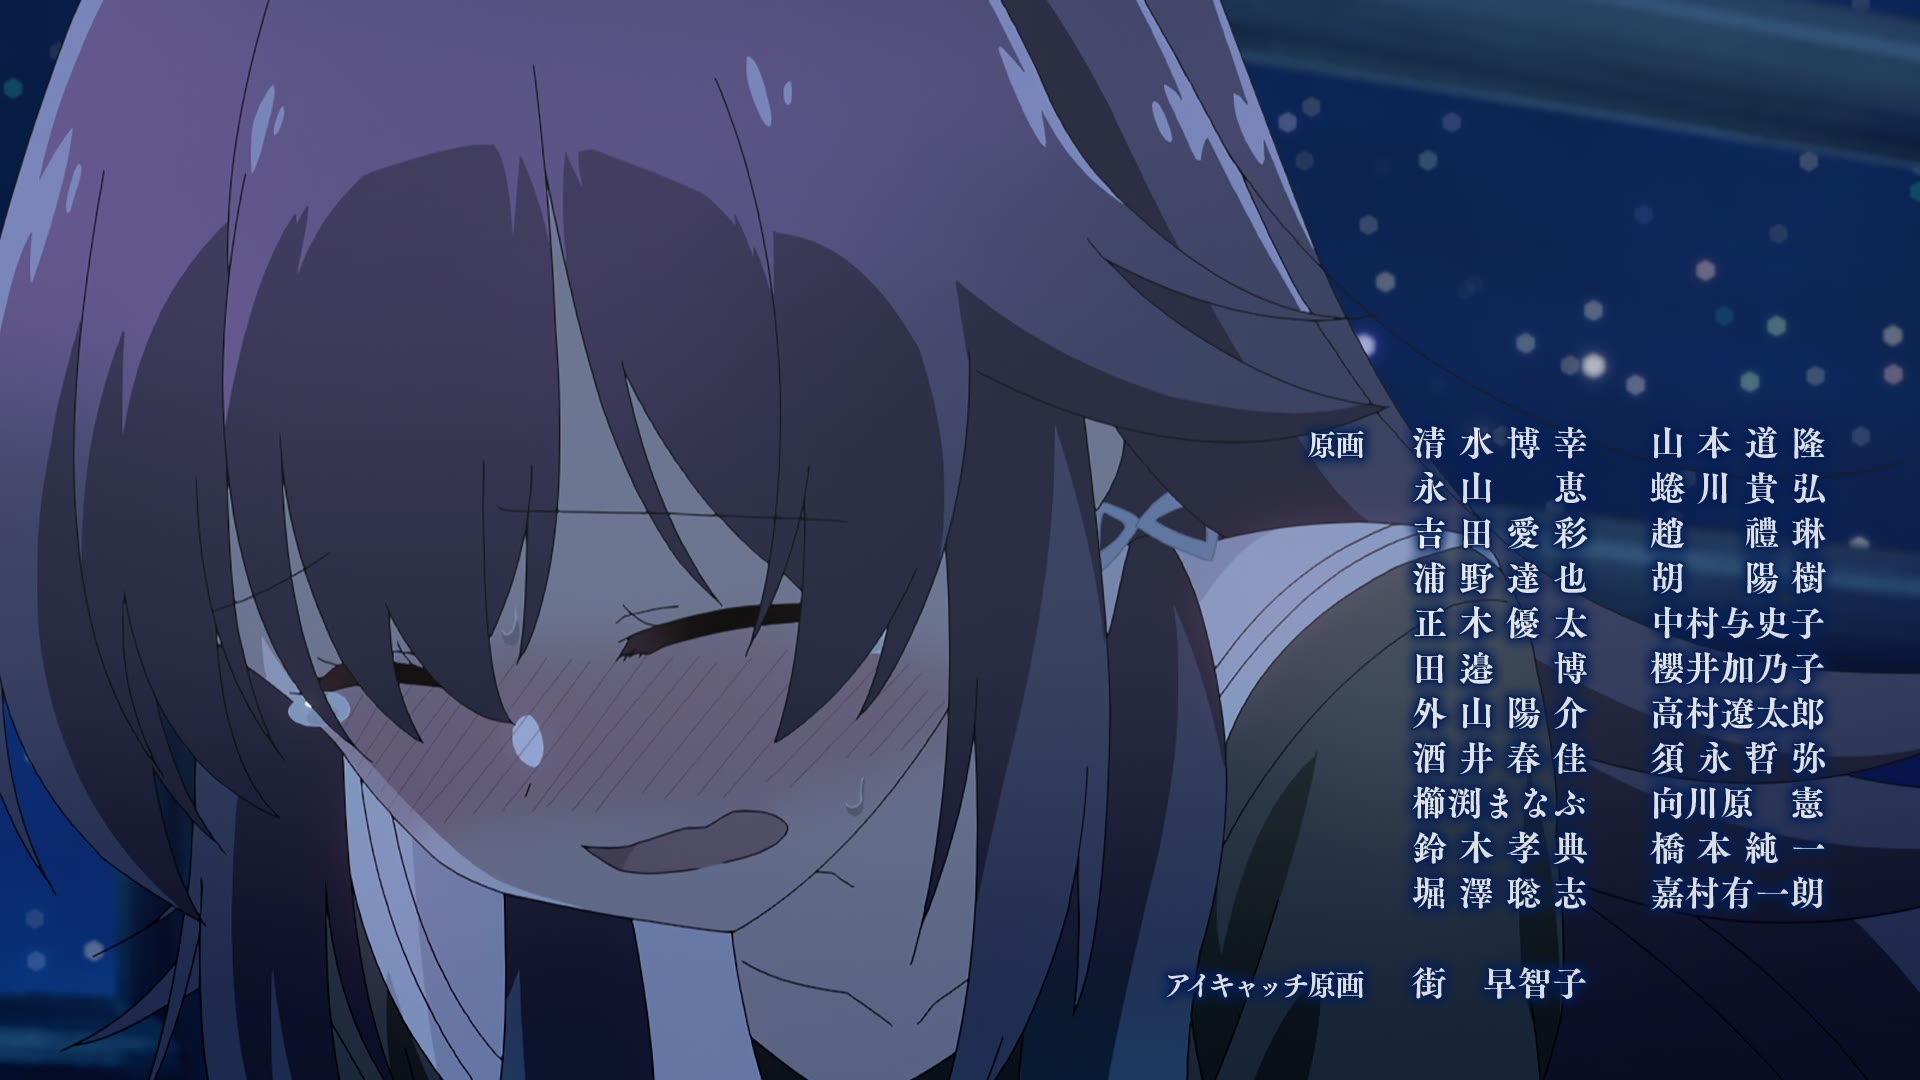 原画 清水博幸 山本道隆
永山 恵 蜷川貴弘
吉田愛彩 趙 禮琳
浦野達也 胡 陽樹
正木優太 中村与史子
田邉 博 櫻井加乃子
外山陽介 高村遼太郎
酒井春佳 須永哲弥
櫛渕まなぶ 向川原 憲
鈴木孝典 橋本純一
堀澤聡志 嘉村有一朗
アイキャッチ原画 街 早智子